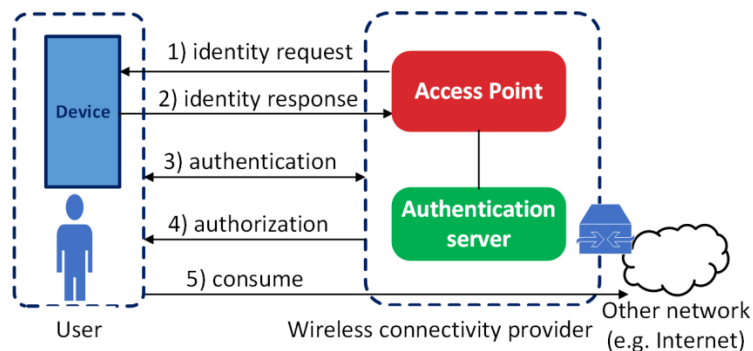 1) identity request
Access Point
Device
2) identity response
3) authentication
Authentication
server
4) authorization
5) consume
User
Wireless connectivity provider
Other network
(e.g. Internet)